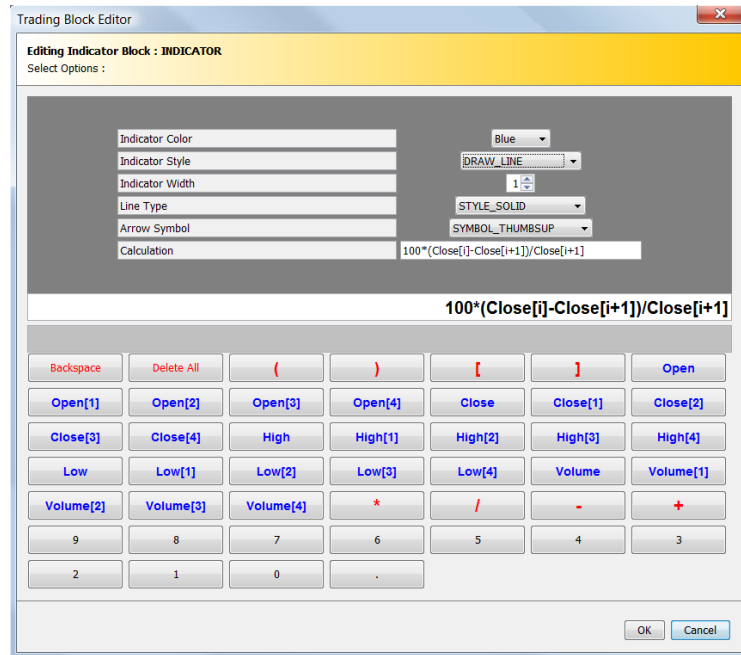 Trading Block Editor
Editing Indicator Block : INDICATOR
Select Options :
Indicator Color Blue
Indicator Style DRAW_LINE
Indicator Width 1
Line Type STYLE_SOLID
Arrow Symbol SYMBOL_THUMBSUP
Calculation 100*(Close[i]-Close[i+1])/Close[i+1]
100*(Close[i]-Close[i+1])/Close[i+1]
Backspace Delete All ( ) [ ] Open
Open[1] Open[2] Open[3] Open[4] Close Close[1] Close[2]
Close[3] Close[4] High High[1] High[2] High[3] High[4]
Low Low[1] Low[2] Low[3] Low[4] Volume Volume[1]
Volume[2] Volume[3] Volume[4] * / - +
9 8 7 6 5 4 3
2 1 0 .
OK Cancel